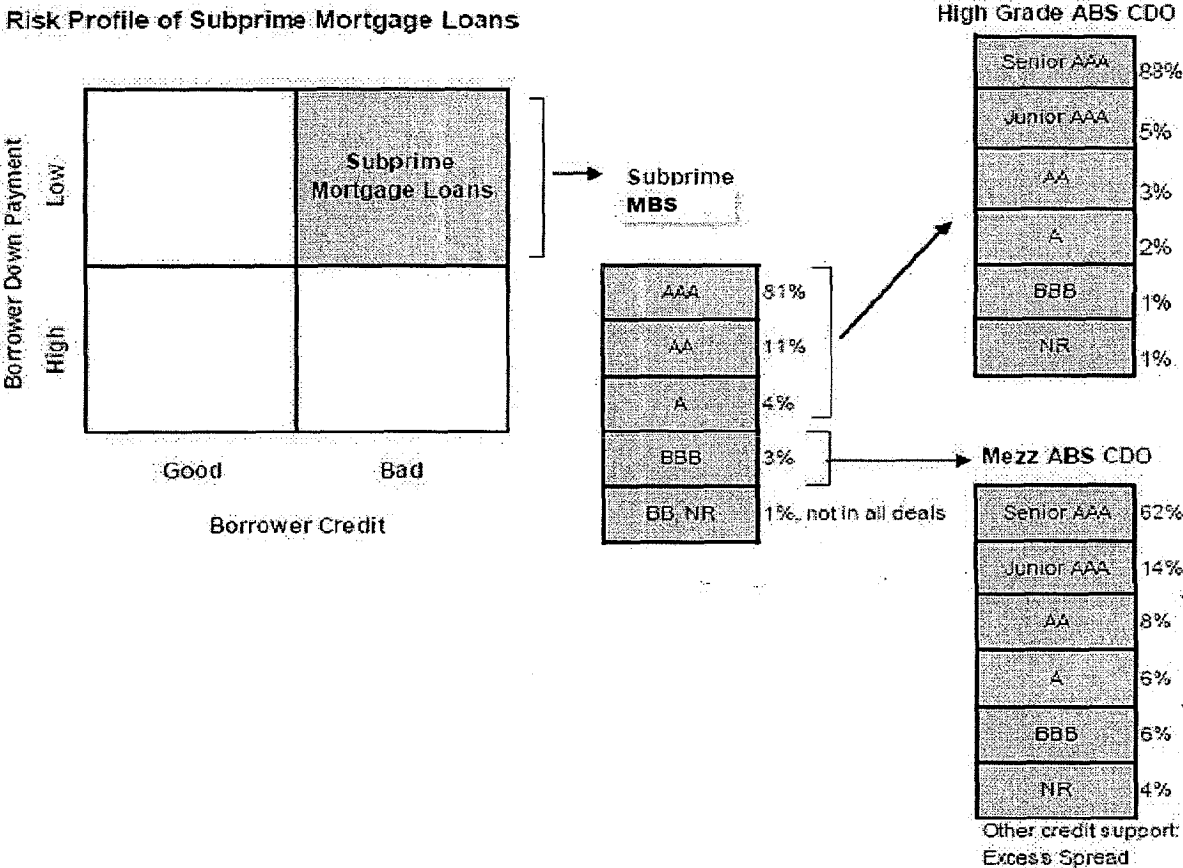 Risk Profile of Subprime Mortgage Loans
Borrower Down Payment
Low
High
Subprime
Mortgage Loans
Good
Bad
Borrower Credit
Subprime
MBS
AAA 81%
AA 11%
A 4%
BBB 3%
BB, NR 1%, not in all deals
High Grade ABS CDO
Senior AAA 88%
Junior AAA 5%
AA 3%
A 2%
BBB 1%
NR 1%
Mezz ABS CDO
Senior AAA 62%
Junior AAA 14%
AA 8%
A 6%
BBB 6%
NR 4%
Other credit support:
Excess Spread